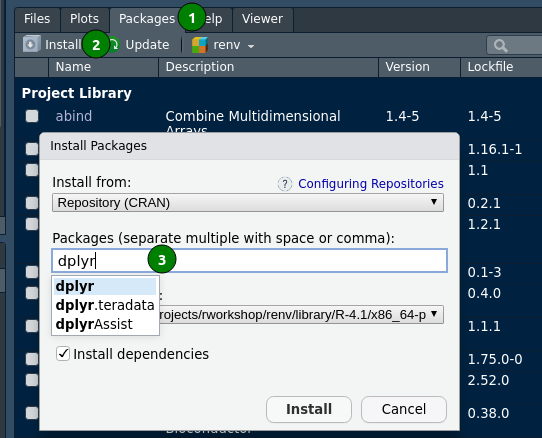 Files Plots Packages 1 Help Viewer
Install 2 Update renv
Name Description Version Lockfile
Project Library
abind Combine Multidimensional 1.4-5 1.4-5
Arrays
Install Packages
1.16.1-1
1.1
Install from: ? Configuring Repositories
Repository (CRAN)
0.2.1
1.2.1
Packages (separate multiple with space or comma):
dplyr 3
0.1-3
dplyr
0.4.0
dplyr.teradata
rojects/rworkshop/renv/library/R-4.1/x86_64-p
dplyrAssist
1.1.1
Install dependencies
1.75.0-0
2.52.0
Install Cancel
0.38.0
Bioconductor